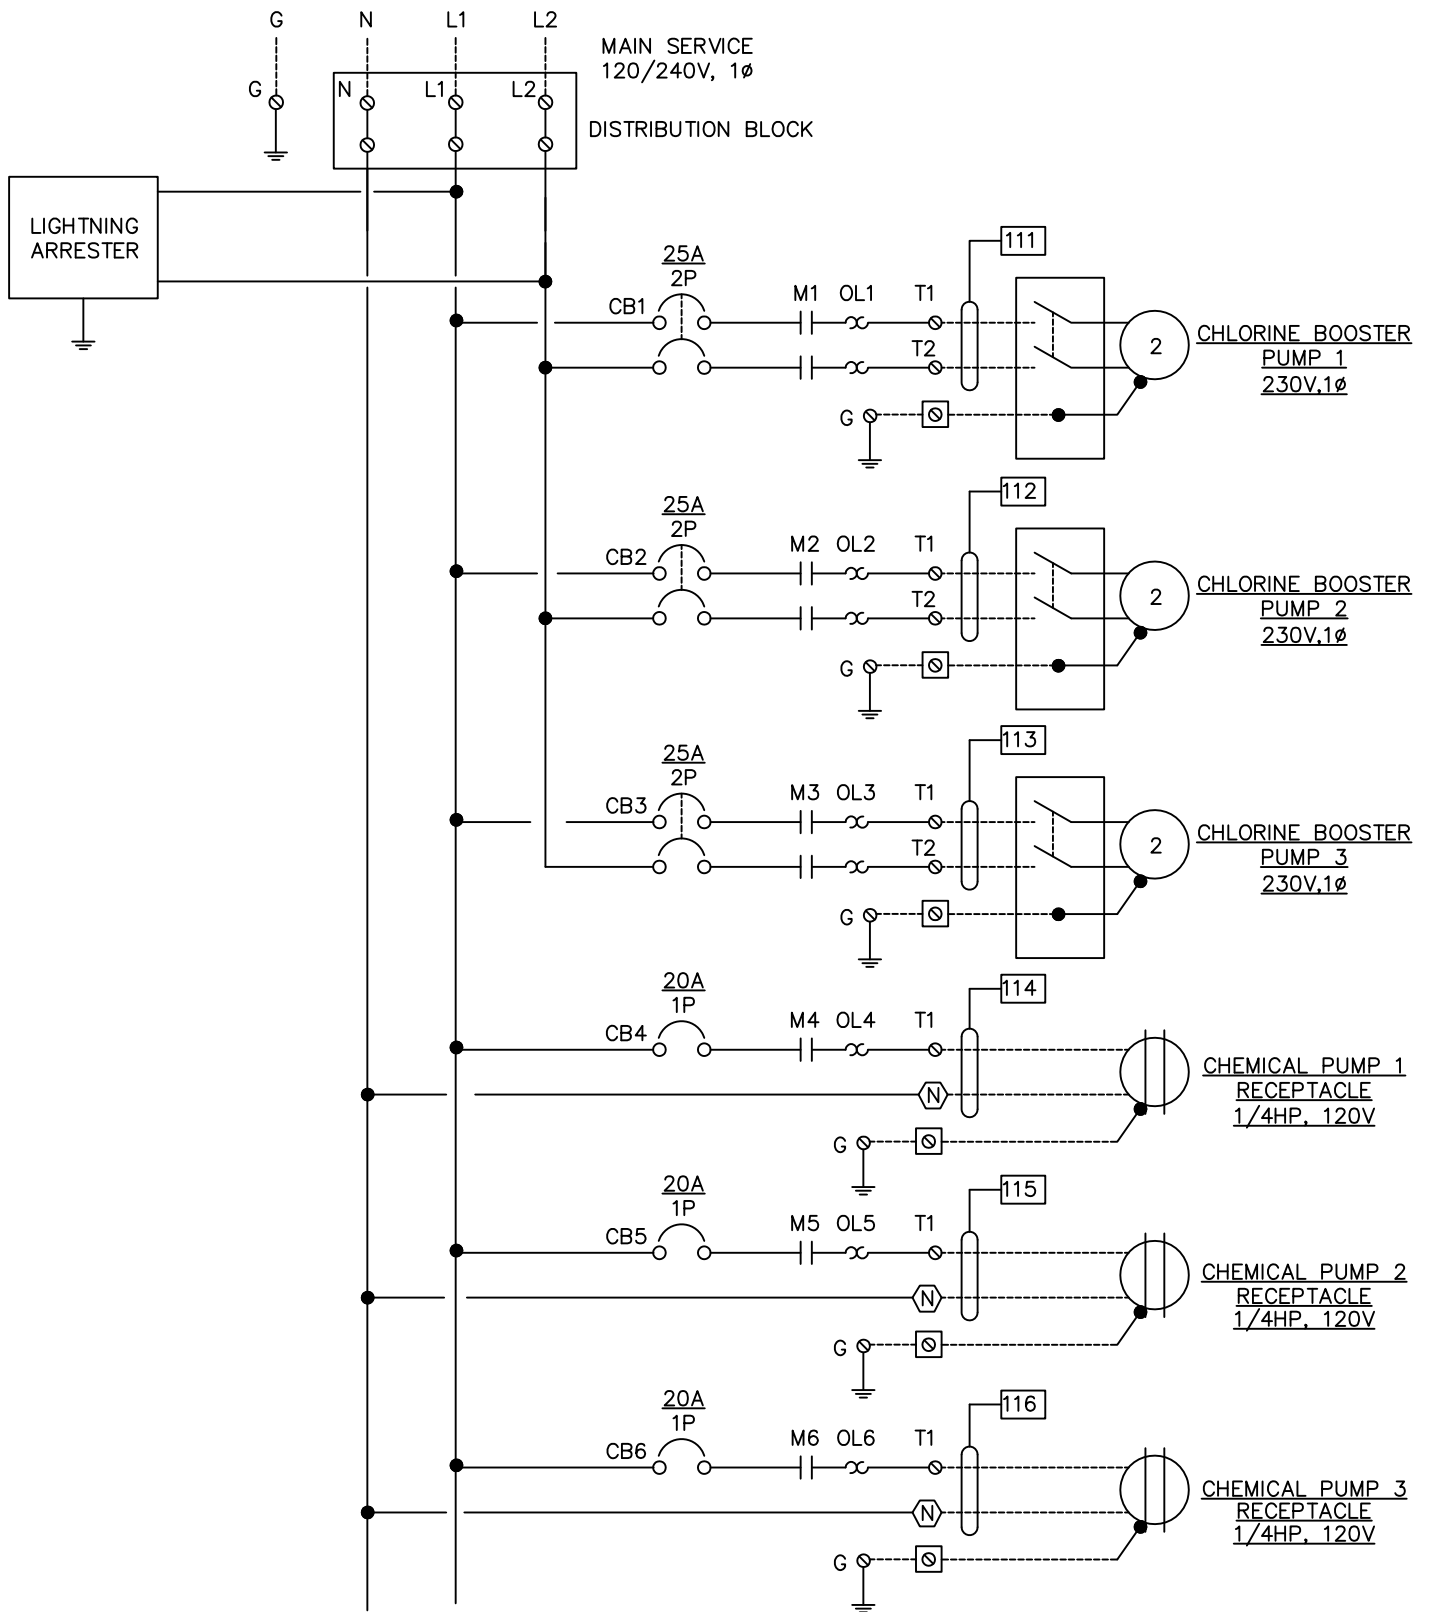 G N L1 L2
MAIN SERVICE
120/240V, 1ø
G N L1 L2
DISTRIBUTION BLOCK
LIGHTNING
ARRESTER
111
25A
2P
CB1 M1 OL1 T1
T2
G
2
CHLORINE BOOSTER
PUMP 1
230V,1ø
112
25A
2P
CB2 M2 OL2 T1
T2
G
2
CHLORINE BOOSTER
PUMP 2
230V,1ø
113
25A
2P
CB3 M3 OL3 T1
T2
G
2
CHLORINE BOOSTER
PUMP 3
230V,1ø
114
20A
1P
CB4 M4 OL4 T1
N
G
CHEMICAL PUMP 1
RECEPTACLE
1/4HP, 120V
115
20A
1P
CB5 M5 OL5 T1
N
G
CHEMICAL PUMP 2
RECEPTACLE
1/4HP, 120V
116
20A
1P
CB6 M6 OL6 T1
N
G
CHEMICAL PUMP 3
RECEPTACLE
1/4HP, 120V